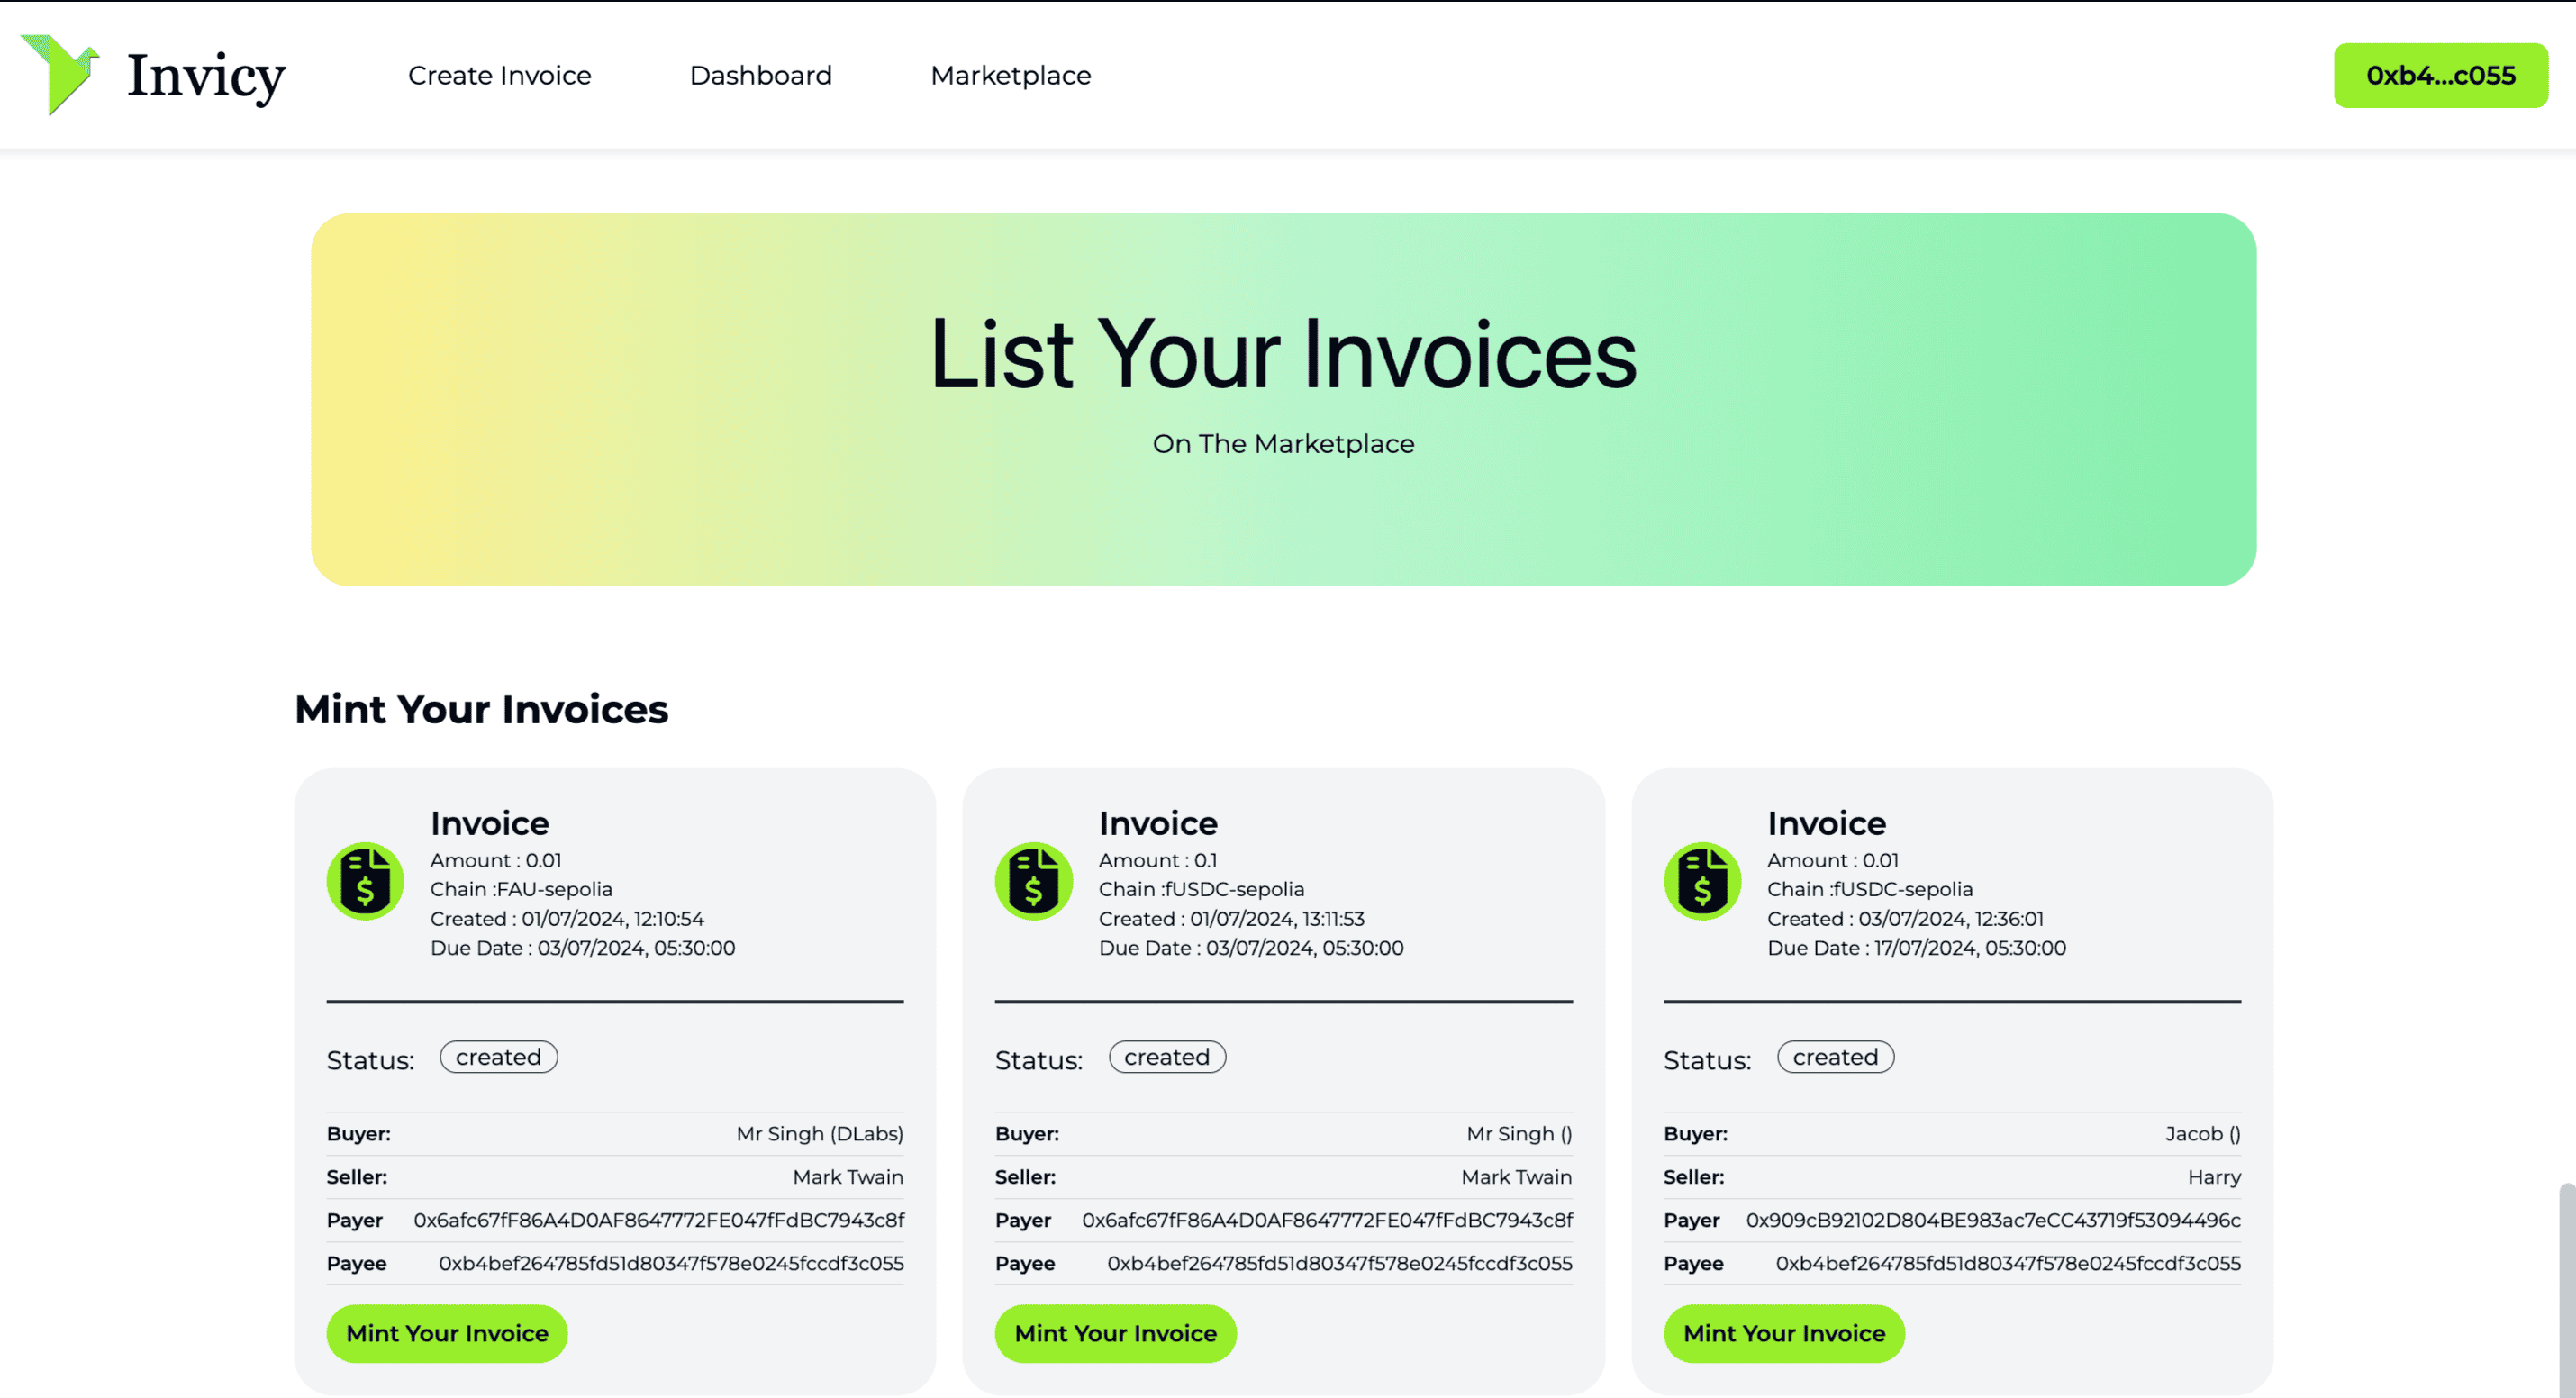 Invicy
Create Invoice
Dashboard
Marketplace
0xb4...c055
List Your Invoices
On The Marketplace
Mint Your Invoices
Invoice
Amount : 0.01
Chain :FAU-sepolia
Created : 01/07/2024, 12:10:54
Due Date : 03/07/2024, 05:30:00
Status: created
Buyer: Mr Singh (DLabs)
Seller: Mark Twain
Payer 0x6afc67fF86A4D0AF8647772FE047fFdBC7943c8f
Payee 0xb4bef264785fd51d80347f578e0245fccdf3c055
Mint Your Invoice
Invoice
Amount : 0.1
Chain :fUSDC-sepolia
Created : 01/07/2024, 13:11:53
Due Date : 03/07/2024, 05:30:00
Status: created
Buyer: Mr Singh ()
Seller: Mark Twain
Payer 0x6afc67fF86A4D0AF8647772FE047fFdBC7943c8f
Payee 0xb4bef264785fd51d80347f578e0245fccdf3c055
Mint Your Invoice
Invoice
Amount : 0.01
Chain :fUSDC-sepolia
Created : 03/07/2024, 12:36:01
Due Date : 17/07/2024, 05:30:00
Status: created
Buyer: Jacob ()
Seller: Harry
Payer 0x909cB92102D804BE983ac7eCC43719f53094496c
Payee 0xb4bef264785fd51d80347f578e0245fccdf3c055
Mint Your Invoice